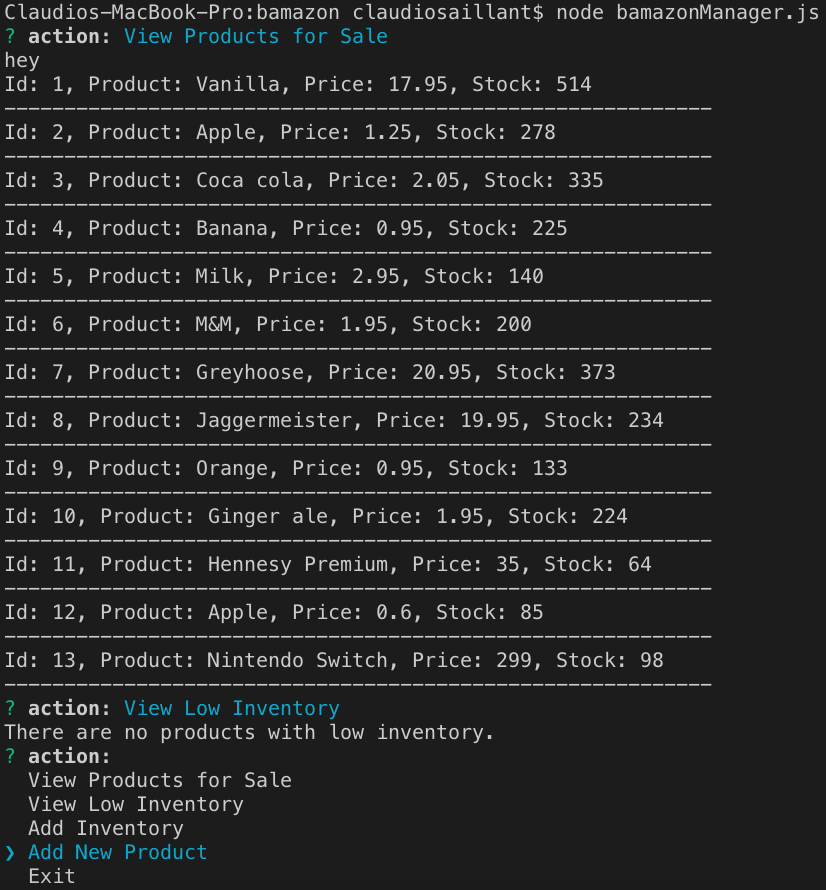 Claudios-MacBook-Pro:bamazon claudiosaillant$ node bamazonManager.js
? action: View Products for Sale
hey
Id: 1, Product: Vanilla, Price: 17.95, Stock: 514
-----------------------------------------------------------
Id: 2, Product: Apple, Price: 1.25, Stock: 278
-----------------------------------------------------------
Id: 3, Product: Coca cola, Price: 2.05, Stock: 335
-----------------------------------------------------------
Id: 4, Product: Banana, Price: 0.95, Stock: 225
-----------------------------------------------------------
Id: 5, Product: Milk, Price: 2.95, Stock: 140
-----------------------------------------------------------
Id: 6, Product: M&M, Price: 1.95, Stock: 200
-----------------------------------------------------------
Id: 7, Product: Greyhoose, Price: 20.95, Stock: 373
-----------------------------------------------------------
Id: 8, Product: Jaggermeister, Price: 19.95, Stock: 234
-----------------------------------------------------------
Id: 9, Product: Orange, Price: 0.95, Stock: 133
-----------------------------------------------------------
Id: 10, Product: Ginger ale, Price: 1.95, Stock: 224
-----------------------------------------------------------
Id: 11, Product: Hennesy Premium, Price: 35, Stock: 64
-----------------------------------------------------------
Id: 12, Product: Apple, Price: 0.6, Stock: 85
-----------------------------------------------------------
Id: 13, Product: Nintendo Switch, Price: 299, Stock: 98
-----------------------------------------------------------
? action: View Low Inventory
There are no products with low inventory.
? action:
  View Products for Sale
  View Low Inventory
  Add Inventory
❯ Add New Product
  Exit